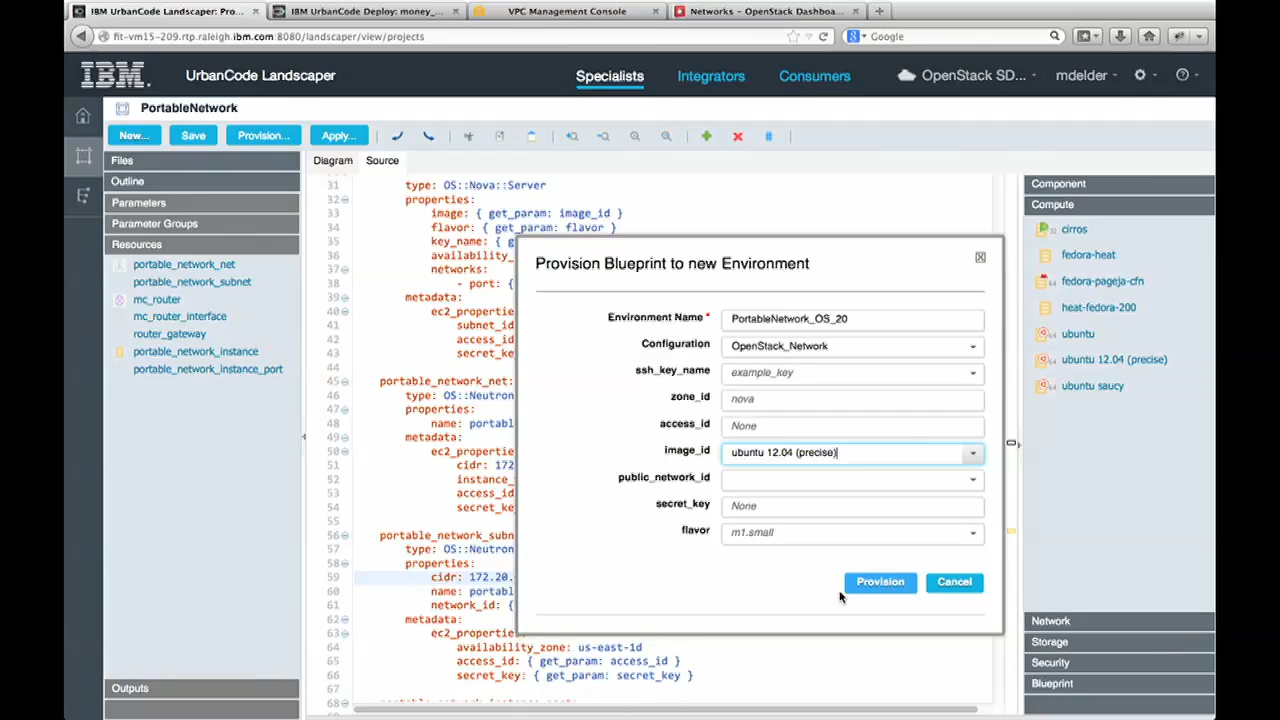 IBM UrbanCode Landscaper: Pro...
IBM UrbanCode Deploy: money_...
VPC Management Console
Networks - OpenStack Dashboa...
fit-vm15-209.rtp.raleigh.ibm.com:8080/landscaper/view/projects
Google
IBM
UrbanCode Landscaper
Specialists
Integrators
Consumers
OpenStack SD...
mdelder
PortableNetwork
New...
Save
Provision...
Apply...
Files
Outline
Parameters
Parameter Groups
Resources
portable_network_net
portable_network_subnet
mc_router
mc_router_interface
router_gateway
portable_network_instance
portable_network_instance_port
Outputs
Diagram
Source
31 type: OS::Nova::Server
32 properties:
33 image: { get_param: image_id }
34 flavor: { get_param: flavor }
35 key_name: { g
36 availability_
37 networks:
38 - port: {
39 metadata:
40 ec2_propertie
41 subnet_id
42 access_id
43 secret_ke
44
45 portable_network_net:
46 type: OS::Neutron
47 properties:
48 name: portabl
49 metadata:
50 ec2_propertie
51 cidr: 172
52 instance_
53 access_id
54 secret_ke
55
56 portable_network_subn
57 type: OS::Neutron
58 properties:
59 cidr: 172.20.
60 name: portabl
61 network_id: {
62 metadata:
63 ec2_propertie
64 availability_zone: us-east-1d
65 access_id: { get_param: access_id }
66 secret_key: { get_param: secret_key }
67
68
Provision Blueprint to new Environment
Environment Name * PortableNetwork_OS_20
Configuration OpenStack_Network
ssh_key_name example_key
zone_id nova
access_id None
image_id ubuntu 12.04 (precise)
public_network_id
secret_key None
flavor m1.small
Provision
Cancel
Component
Compute
cirros
fedora-heat
fedora-pageja-cfn
heat-fedora-200
ubuntu
ubuntu 12.04 (precise)
ubuntu saucy
Network
Storage
Security
Blueprint